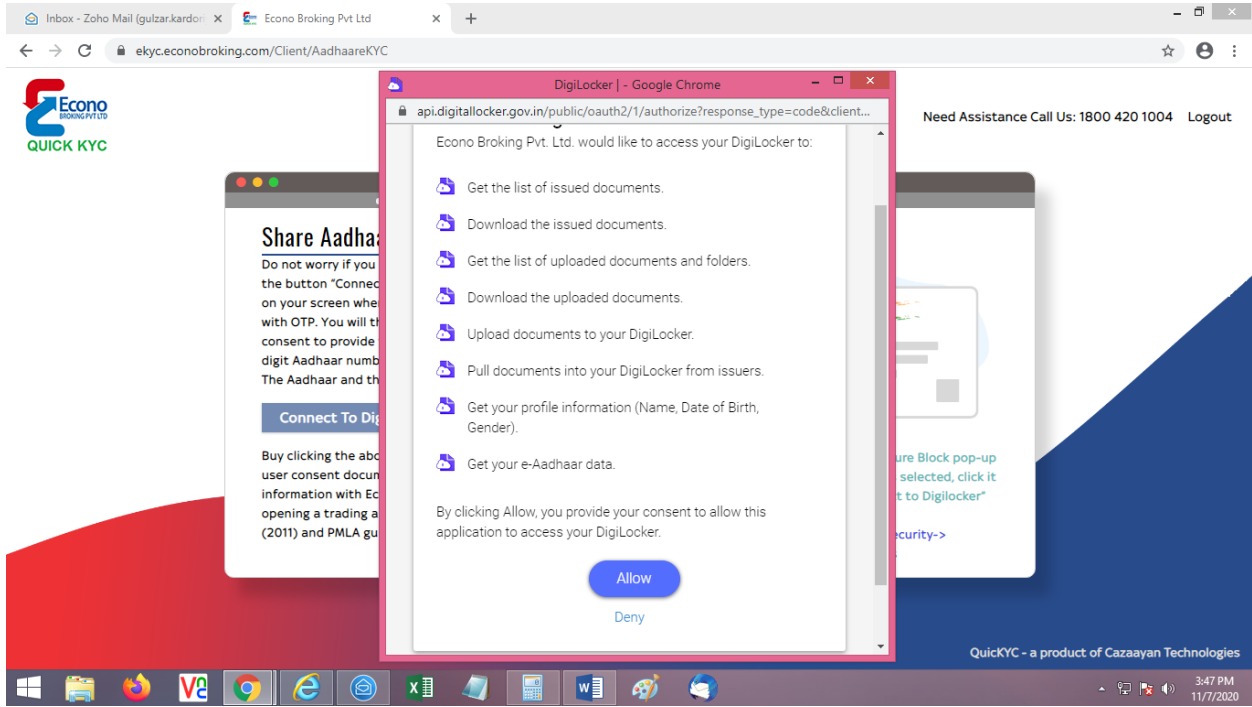 Inbox - Zoho Mail (gulzar.kardon
Econo Broking Pvt Ltd
ekyc.econobroking.com/Client/AadhaareKYC
Econo
BROKING PVT LTD
QUICK KYC
Need Assistance Call Us: 1800 420 1004 Logout
DigiLocker | - Google Chrome
api.digitallocker.gov.in/public/oauth2/1/authorize?response_type=code&client...
Econo Broking Pvt. Ltd. would like to access your DigiLocker to:
Get the list of issued documents.
Download the issued documents.
Get the list of uploaded documents and folders.
Download the uploaded documents.
Upload documents to your DigiLocker.
Pull documents into your DigiLocker from issuers.
Get your profile information (Name, Date of Birth,
Gender).
Get your e-Aadhaar data.
By clicking Allow, you provide your consent to allow this
application to access your DigiLocker.
Allow
Deny
Share Aadhaa
Do not worry if you
the button "Connec
on your screen whe
with OTP. You will th
consent to provide
digit Aadhaar numb
The Aadhaar and th
Connect To Dig
Buy clicking the abo
user consent docum
information with Ec
opening a trading a
(2011) and PMLA gu
ure Block pop-up
selected, click it
t to Digilocker"
ecurity->
QuicKYC - a product of Cazaayan Technologies
3:47 PM
11/7/2020